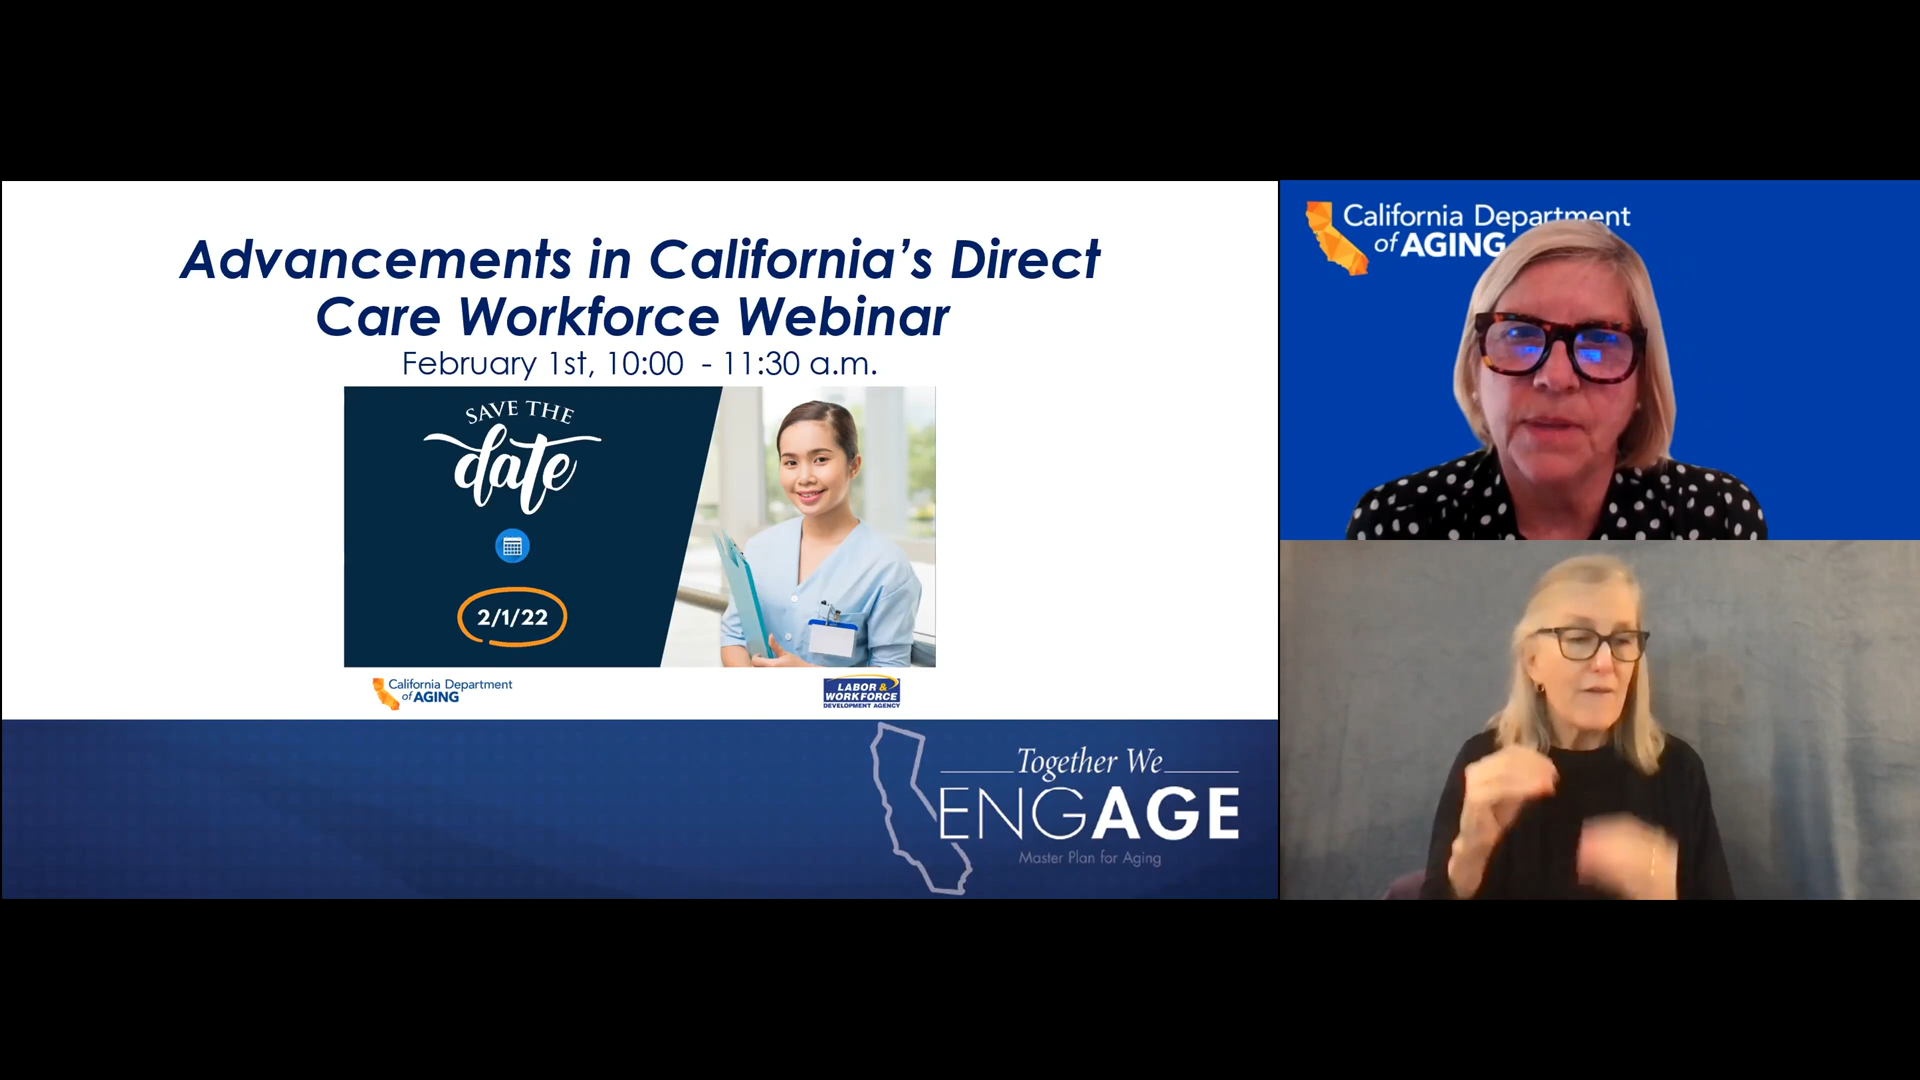 Advancements in California’s Direct
Care Workforce Webinar
February 1st, 10:00 - 11:30 a.m.
SAVE THE
date
2/1/22
California Department
of AGING
LABOR &
WORKFORCE
DEVELOPMENT AGENCY
Together We
ENGAGE
Master Plan for Aging
California Department
of AGING